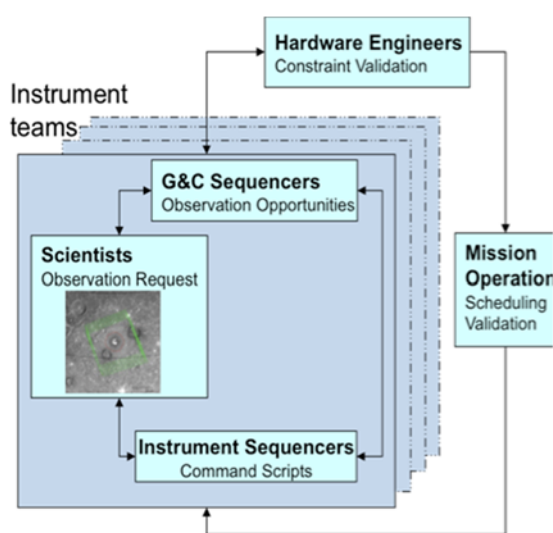 Hardware Engineers
Constraint Validation
Instrument
teams
G&C Sequencers
Observation Opportunities
Scientists
Observation Request
Mission
Operation
Scheduling
Validation
Instrument Sequencers
Command Scripts